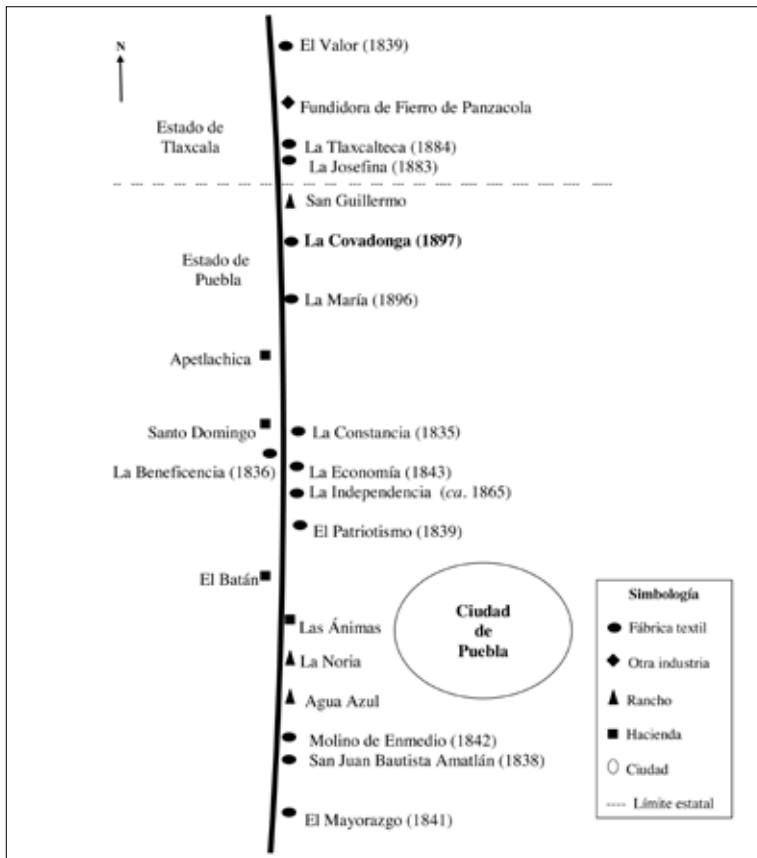 N
El Valor (1839)
Fundidora de Fierro de Panzacola
Estado de
Tlaxcala
La Tlaxcalteca (1884)
La Josefina (1883)
San Guillermo
La Covadonga (1897)
Estado de
Puebla
La María (1896)
Apetlachica
Santo Domingo
La Constancia (1835)
La Beneficencia (1836)
La Economía (1843)
La Independencia (ca. 1865)
El Patriotismo (1839)
El Batán
Ciudad
de
Puebla
Las Ánimas
La Noria
Agua Azul
Molino de Enmedio (1842)
San Juan Bautista Amatlán (1838)
El Mayorazgo (1841)
Simbología
Fábrica textil
Otra industria
Rancho
Hacienda
Ciudad
Límite estatal